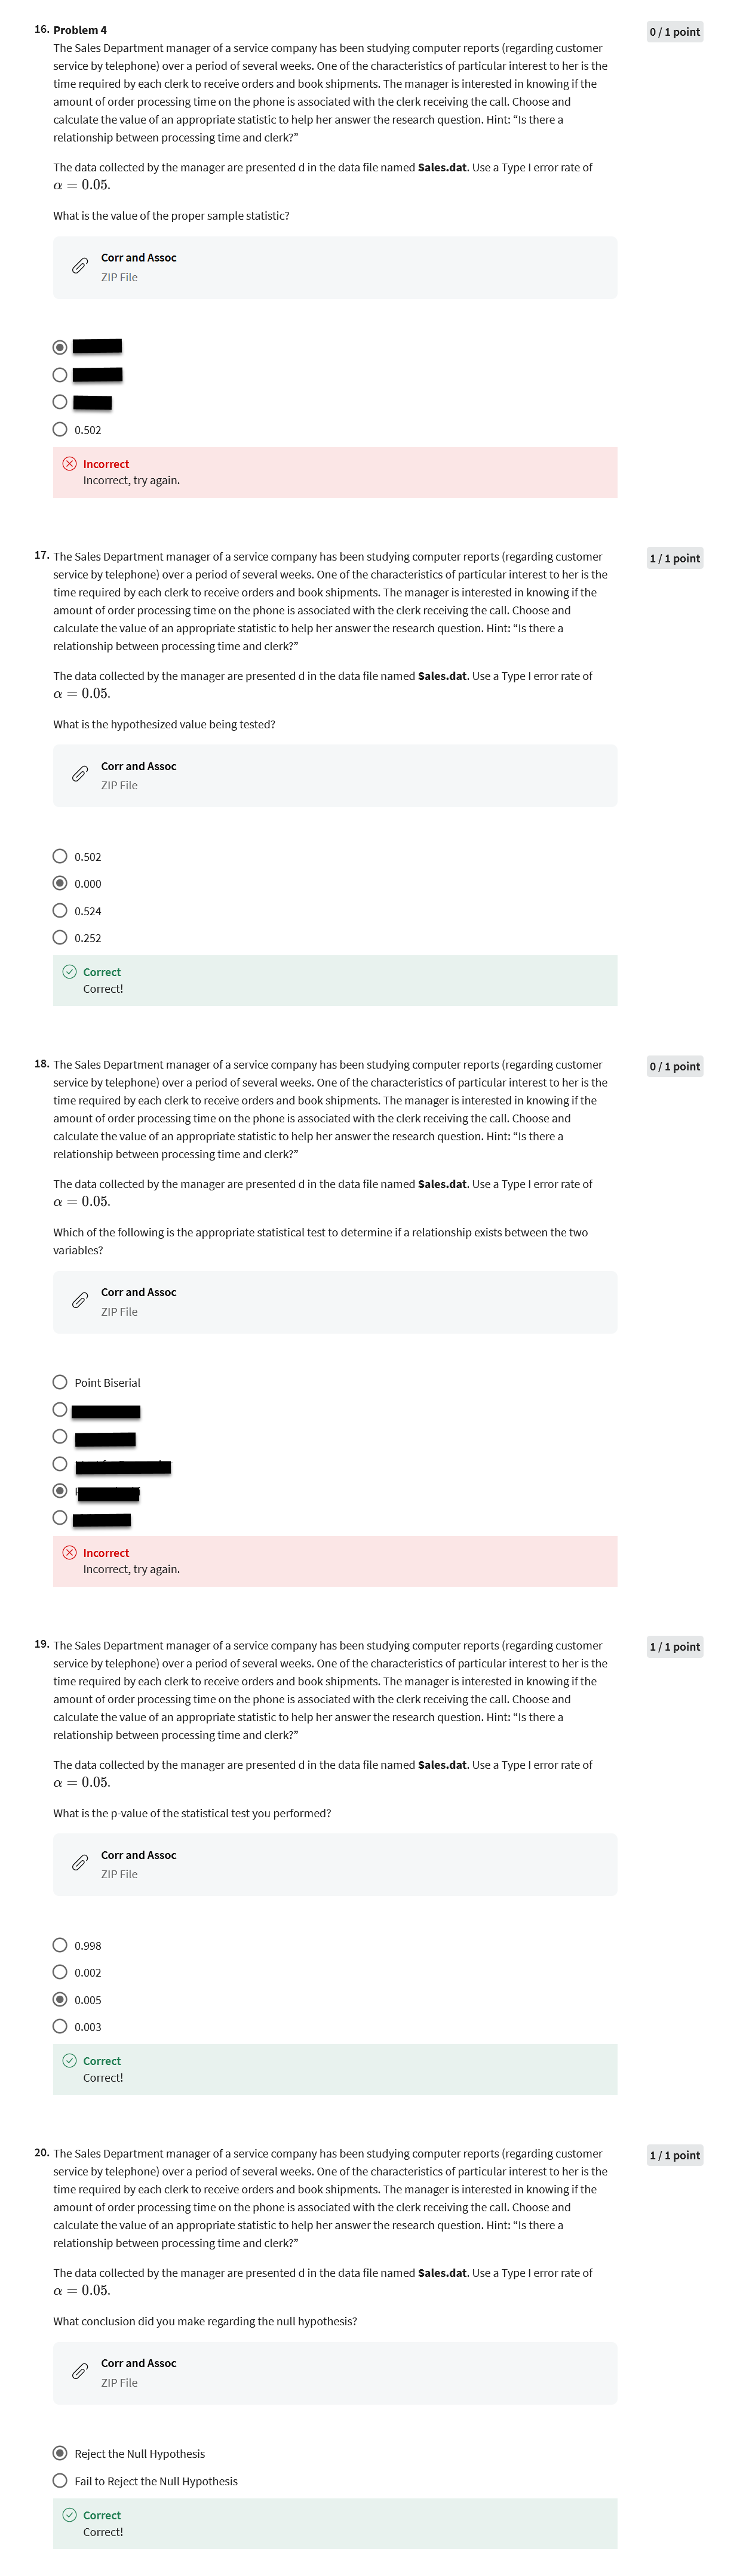 16. Problem 4
0 / 1 point
The Sales Department manager of a service company has been studying computer reports (regarding customer
service by telephone) over a period of several weeks. One of the characteristics of particular interest to her is the
time required by each clerk to receive orders and book shipments. The manager is interested in knowing if the
amount of order processing time on the phone is associated with the clerk receiving the call. Choose and
calculate the value of an appropriate statistic to help her answer the research question. Hint: “Is there a
relationship between processing time and clerk?”
The data collected by the manager are presented d in the data file named Sales.dat. Use a Type I error rate of
α = 0.05.
What is the value of the proper sample statistic?
Corr and Assoc
ZIP File
0.502
Incorrect
Incorrect, try again.
17. The Sales Department manager of a service company has been studying computer reports (regarding customer
1 / 1 point
service by telephone) over a period of several weeks. One of the characteristics of particular interest to her is the
time required by each clerk to receive orders and book shipments. The manager is interested in knowing if the
amount of order processing time on the phone is associated with the clerk receiving the call. Choose and
calculate the value of an appropriate statistic to help her answer the research question. Hint: “Is there a
relationship between processing time and clerk?”
The data collected by the manager are presented d in the data file named Sales.dat. Use a Type I error rate of
α = 0.05.
What is the hypothesized value being tested?
Corr and Assoc
ZIP File
0.502
0.000
0.524
0.252
Correct
Correct!
18. The Sales Department manager of a service company has been studying computer reports (regarding customer
0 / 1 point
service by telephone) over a period of several weeks. One of the characteristics of particular interest to her is the
time required by each clerk to receive orders and book shipments. The manager is interested in knowing if the
amount of order processing time on the phone is associated with the clerk receiving the call. Choose and
calculate the value of an appropriate statistic to help her answer the research question. Hint: “Is there a
relationship between processing time and clerk?”
The data collected by the manager are presented d in the data file named Sales.dat. Use a Type I error rate of
α = 0.05.
Which of the following is the appropriate statistical test to determine if a relationship exists between the two
variables?
Corr and Assoc
ZIP File
Point Biserial
Incorrect
Incorrect, try again.
19. The Sales Department manager of a service company has been studying computer reports (regarding customer
1 / 1 point
service by telephone) over a period of several weeks. One of the characteristics of particular interest to her is the
time required by each clerk to receive orders and book shipments. The manager is interested in knowing if the
amount of order processing time on the phone is associated with the clerk receiving the call. Choose and
calculate the value of an appropriate statistic to help her answer the research question. Hint: “Is there a
relationship between processing time and clerk?”
The data collected by the manager are presented d in the data file named Sales.dat. Use a Type I error rate of
α = 0.05.
What is the p-value of the statistical test you performed?
Corr and Assoc
ZIP File
0.998
0.002
0.005
0.003
Correct
Correct!
20. The Sales Department manager of a service company has been studying computer reports (regarding customer
1 / 1 point
service by telephone) over a period of several weeks. One of the characteristics of particular interest to her is the
time required by each clerk to receive orders and book shipments. The manager is interested in knowing if the
amount of order processing time on the phone is associated with the clerk receiving the call. Choose and
calculate the value of an appropriate statistic to help her answer the research question. Hint: “Is there a
relationship between processing time and clerk?”
The data collected by the manager are presented d in the data file named Sales.dat. Use a Type I error rate of
α = 0.05.
What conclusion did you make regarding the null hypothesis?
Corr and Assoc
ZIP File
Reject the Null Hypothesis
Fail to Reject the Null Hypothesis
Correct
Correct!